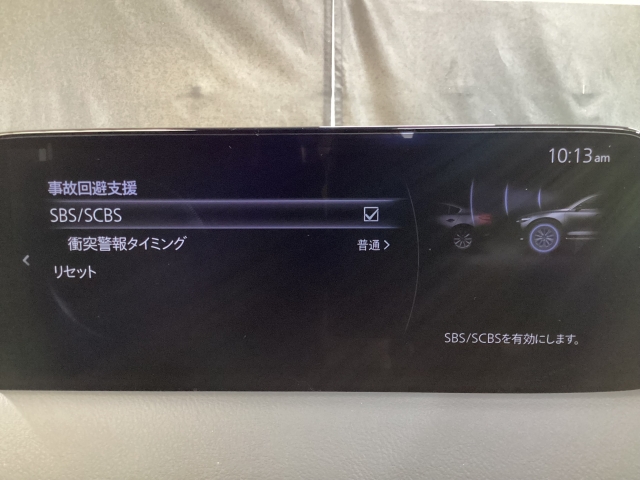 10:13am
事故回避支援
SBS/SCBS
衝突警報タイミング 普通
リセット
SBS/SCBSを有効にします。